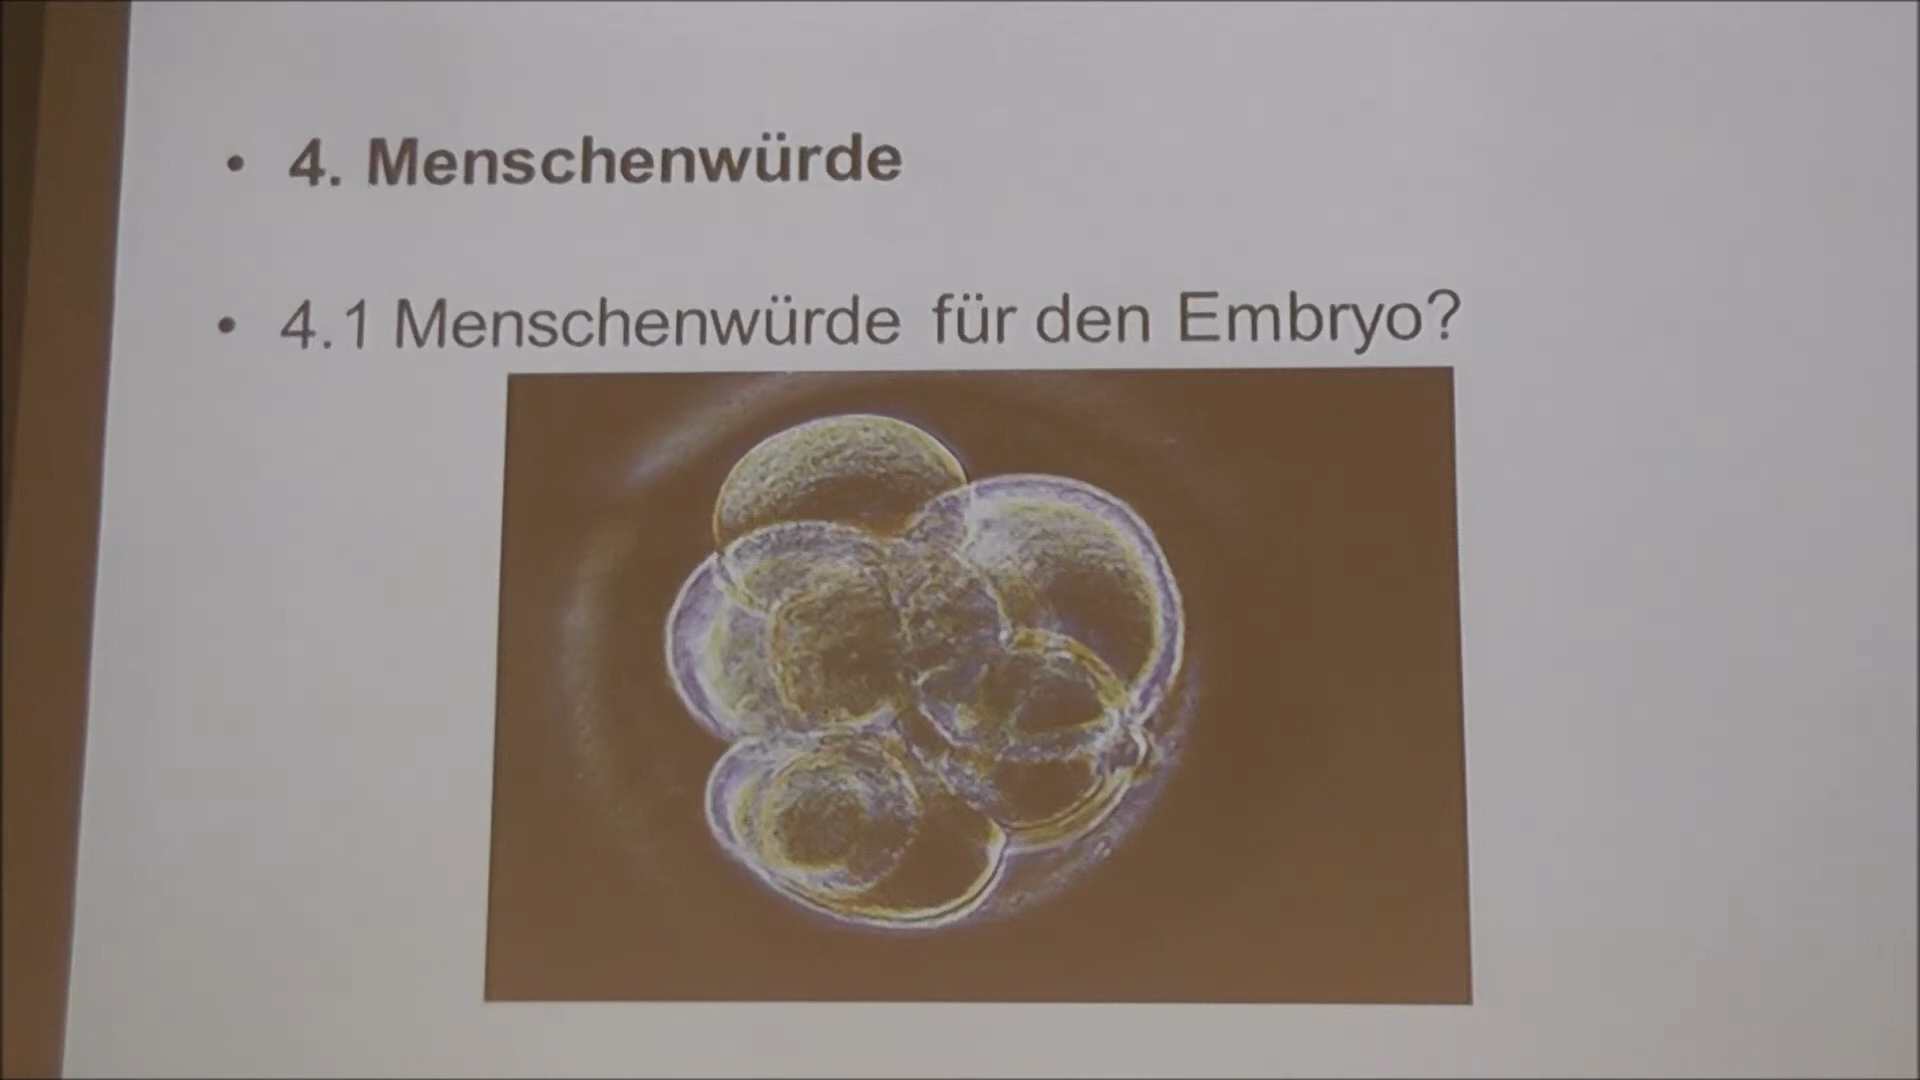 • 4. Menschenwürde
• 4.1 Menschenwürde für den Embryo?